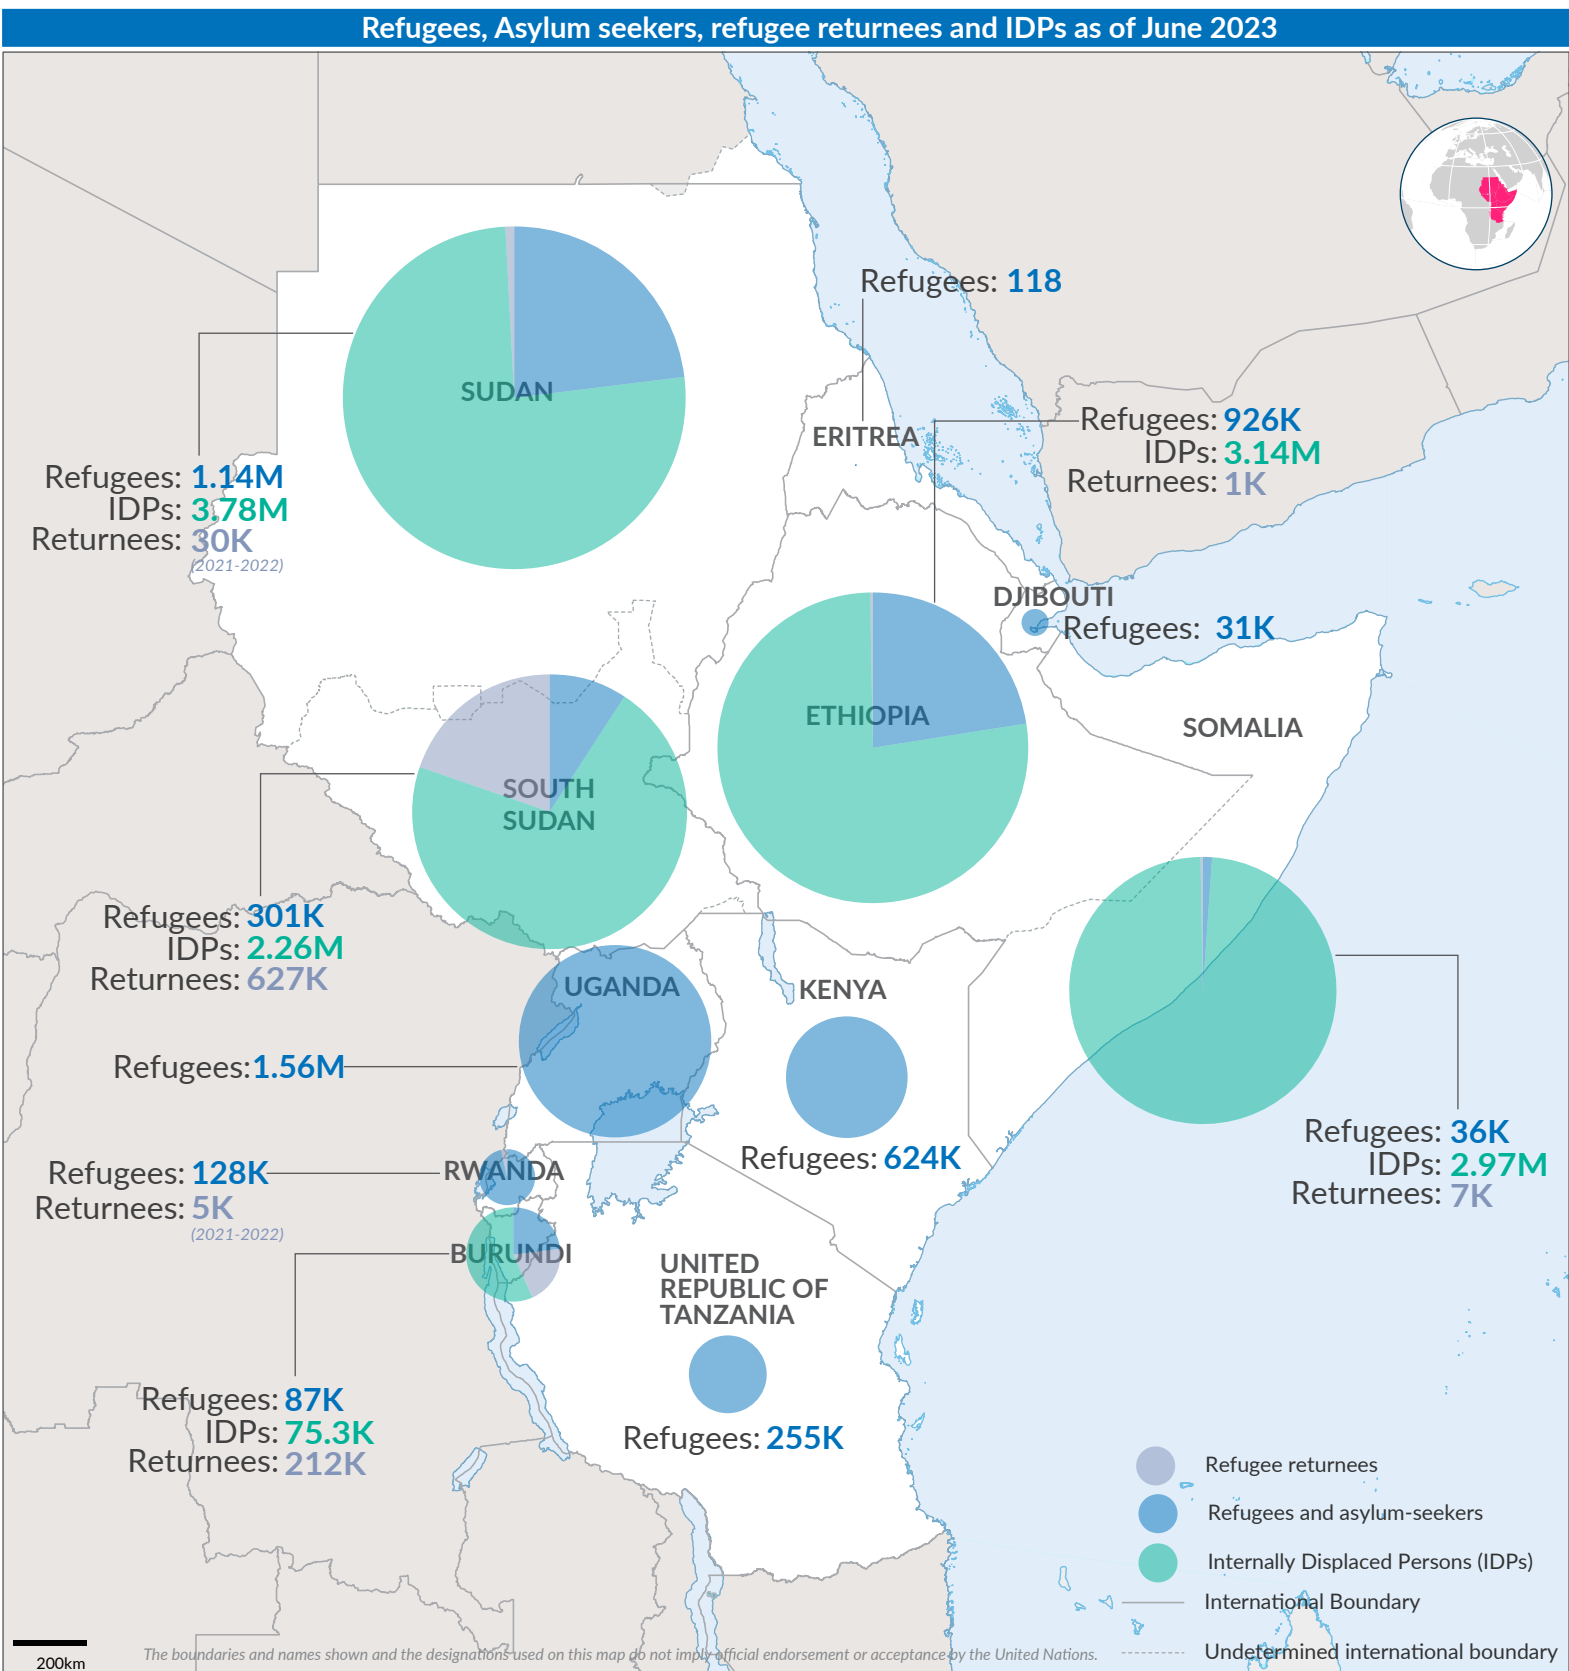 Refugees, Asylum seekers, refugee returnees and IDPs as of June 2023
Refugees: 118
SUDAN
ERITREA
Refugees: 926K
IDPs: 3.14M
Returnees: 1K
Refugees: 1.14M
IDPs: 3.78M
Returnees: 30K
(2021-2022)
DJIBOUTI
Refugees: 31K
ETHIOPIA
SOMALIA
SOUTH
SUDAN
Refugees: 301K
IDPs: 2.26M
Returnees: 627K
UGANDA
KENYA
Refugees: 1.56M
Refugees: 36K
IDPs: 2.97M
Returnees: 7K
Refugees: 624K
RWANDA
Refugees: 128K
Returnees: 5K
(2021-2022)
BURUNDI
UNITED
REPUBLIC OF
TANZANIA
Refugees: 87K
IDPs: 75.3K
Returnees: 212K
Refugees: 255K
Refugee returnees
Refugees and asylum-seekers
Internally Displaced Persons (IDPs)
International Boundary
Undetermined international boundary
The boundaries and names shown and the designations used on this map do not imply official endorsement or acceptance by the United Nations.
200km